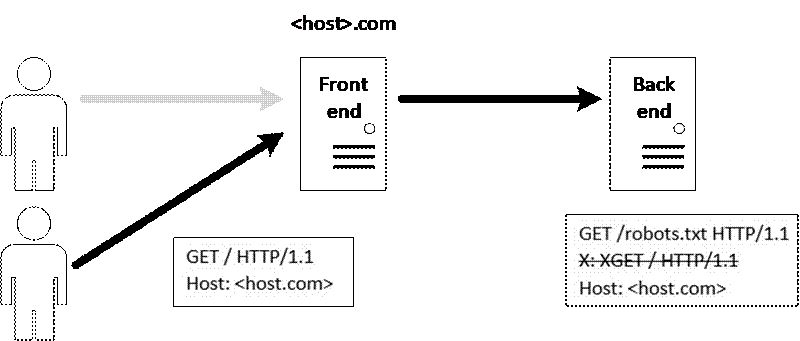 <host>.com
Front
end
Back
end
GET / HTTP/1.1
Host: <host.com>
GET /robots.txt HTTP/1.1
X: XGET / HTTP/1.1
Host: <host.com>